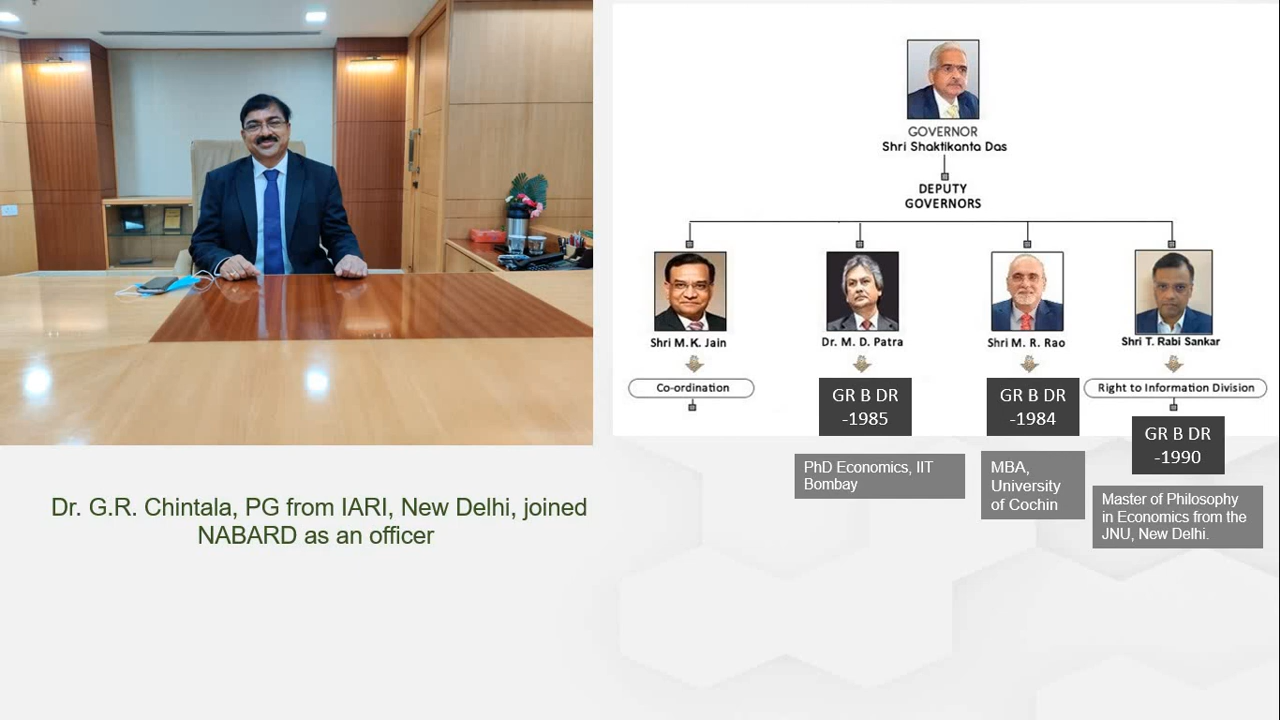 GOVERNOR
Shri Shaktikanta Das
DEPUTY
GOVERNORS
Shri M.K. Jain
Dr. M. D. Patra
Shri M. R. Rao
Shri T. Rabi Sankar
Co-ordination
Right to Information Division
GR B DR
-1985
GR B DR
-1984
GR B DR
-1990
PhD Economics, IIT
Bombay
MBA,
University
of Cochin
Master of Philosophy
in Economics from the
JNU, New Delhi.
Dr. G.R. Chintala, PG from IARI, New Delhi, joined
NABARD as an officer